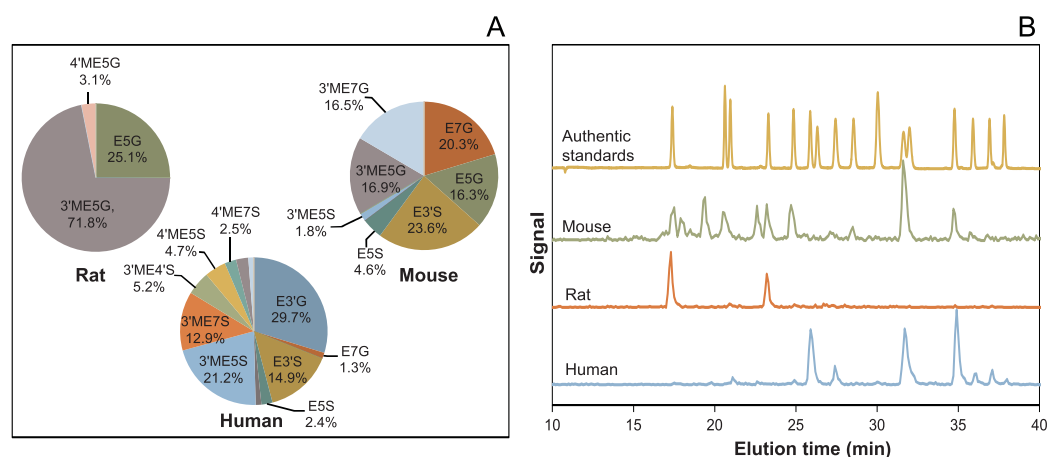 A
4'ME5G
3.1%
E5G
25.1%
3'ME5G,
71.8%
Rat
3'ME7G
16.5%
E7G
20.3%
3'ME5G
16.9%
E5G
16.3%
3'ME5S
1.8%
E3'S
23.6%
E5S
4.6%
Mouse
4'ME7S
2.5%
4'ME5S
4.7%
3'ME4'S
5.2%
E3'G
29.7%
3'ME7S
12.9%
E7G
1.3%
3'ME5S
21.2%
E3'S
14.9%
E5S
2.4%
Human
B
Signal
Authentic
standards
Mouse
Rat
Human
10 15 20 25 30 35 40
Elution time (min)